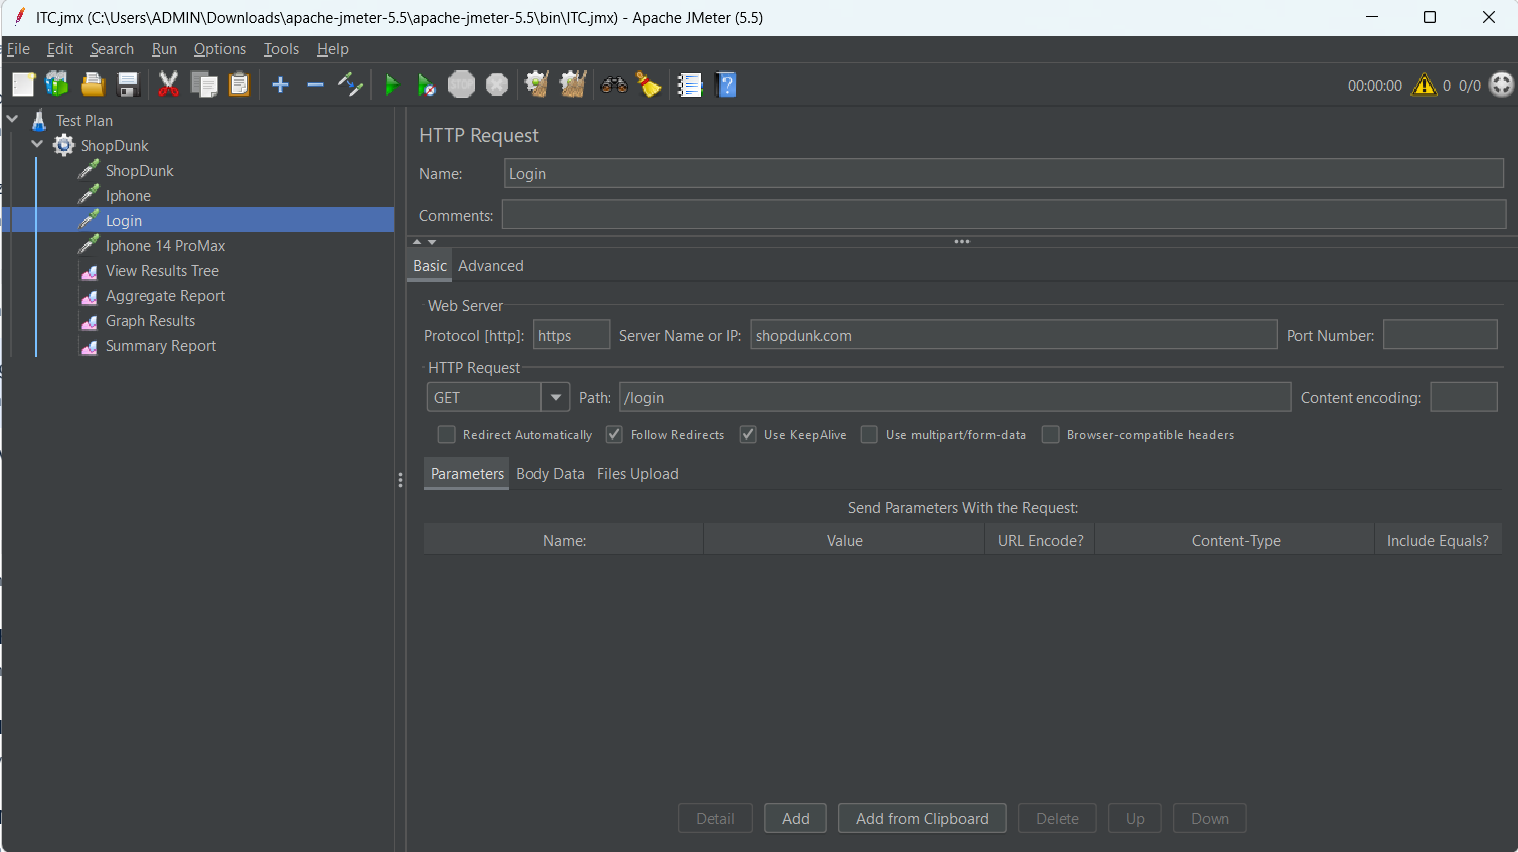 ITC.jmx (C:\Users\ADMIN\Downloads\apache-jmeter-5.5\apache-jmeter-5.5\bin\ITC.jmx) - Apache JMeter (5.5)
File Edit Search Run Options Tools Help
00:00:00 0 0/0
Test Plan
ShopDunk
ShopDunk
Iphone
Login
Iphone 14 ProMax
View Results Tree
Aggregate Report
Graph Results
Summary Report
HTTP Request
Name: Login
Comments:
Basic Advanced
Web Server
Protocol [http]: https Server Name or IP: shopdunk.com Port Number:
HTTP Request
GET Path: /login Content encoding:
Redirect Automatically Follow Redirects Use KeepAlive Use multipart/form-data Browser-compatible headers
Parameters Body Data Files Upload
Send Parameters With the Request:
Name: Value URL Encode? Content-Type Include Equals?
Detail Add Add from Clipboard Delete Up Down